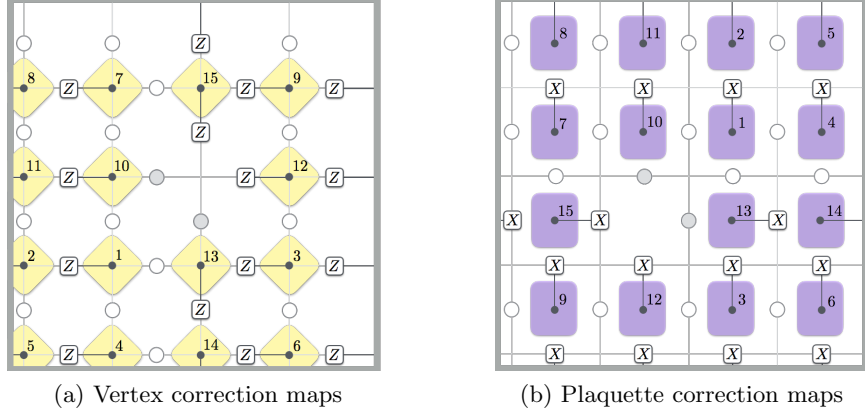 8 7 15 Z 9
Z Z Z
Z
11 10 12
Z Z Z
2 1 13 3
Z Z Z
Z
5 4 14 6
Z Z Z
(a) Vertex correction maps
8 11 2 5
X X X X
7 10 1 4
15 13 14
X X X
X X X X
9 12 3 6
X X X X
(b) Plaquette correction maps